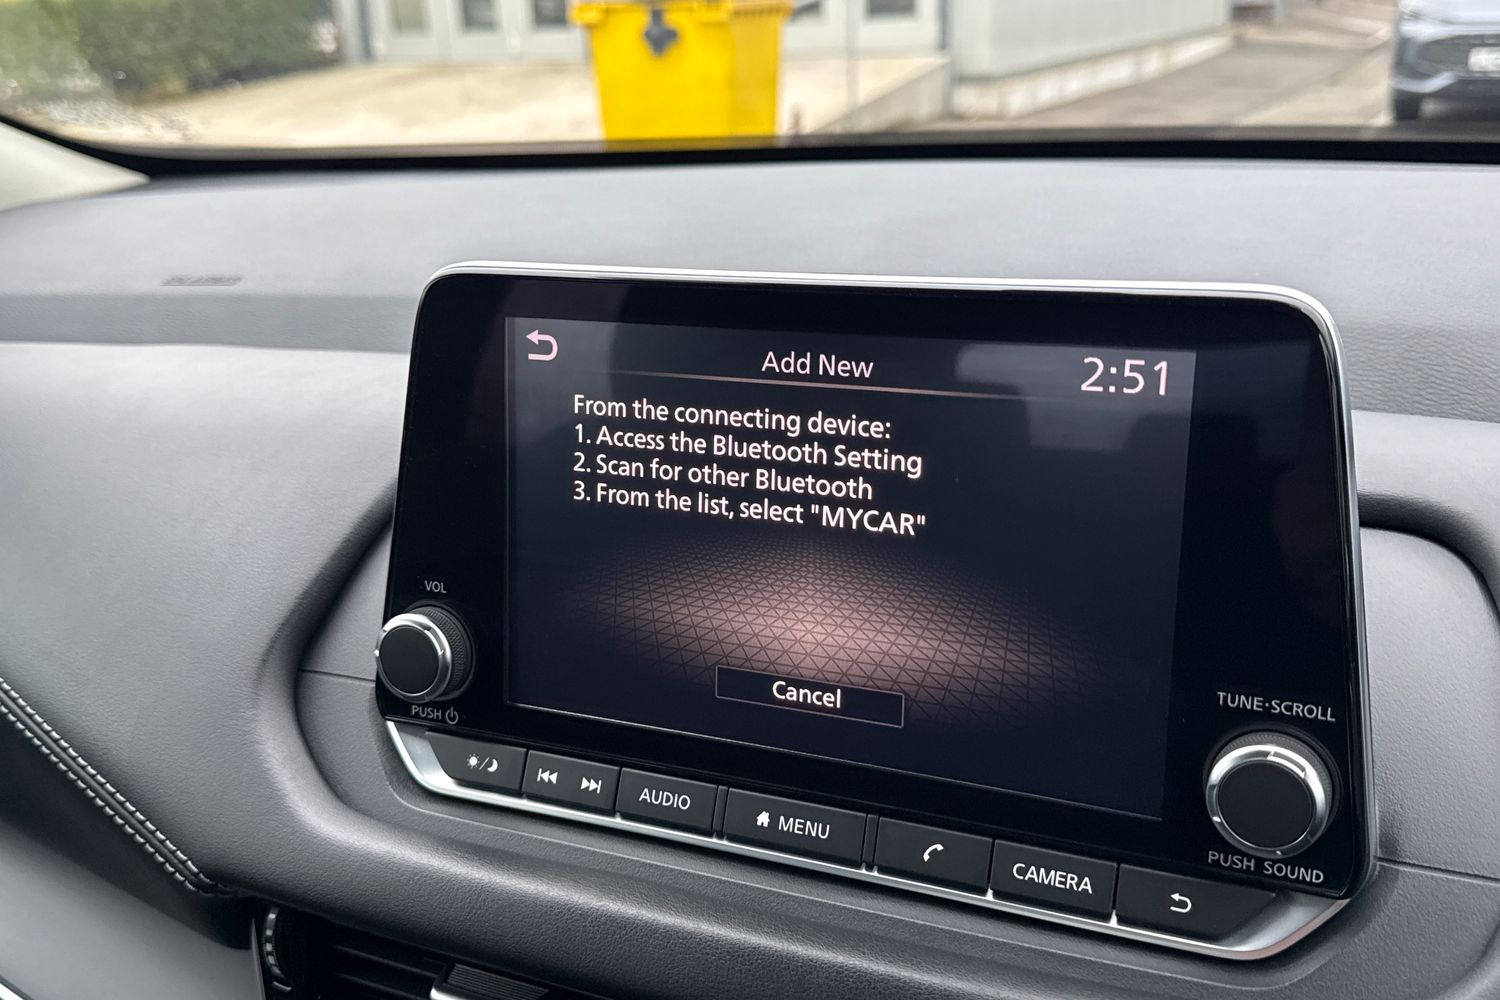 Add New
2:51
From the connecting device:
1. Access the Bluetooth Setting
2. Scan for other Bluetooth
3. From the list, select "MYCAR"
Cancel
VOL
PUSH
TUNE·SCROLL
PUSH SOUND
AUDIO
MENU
CAMERA